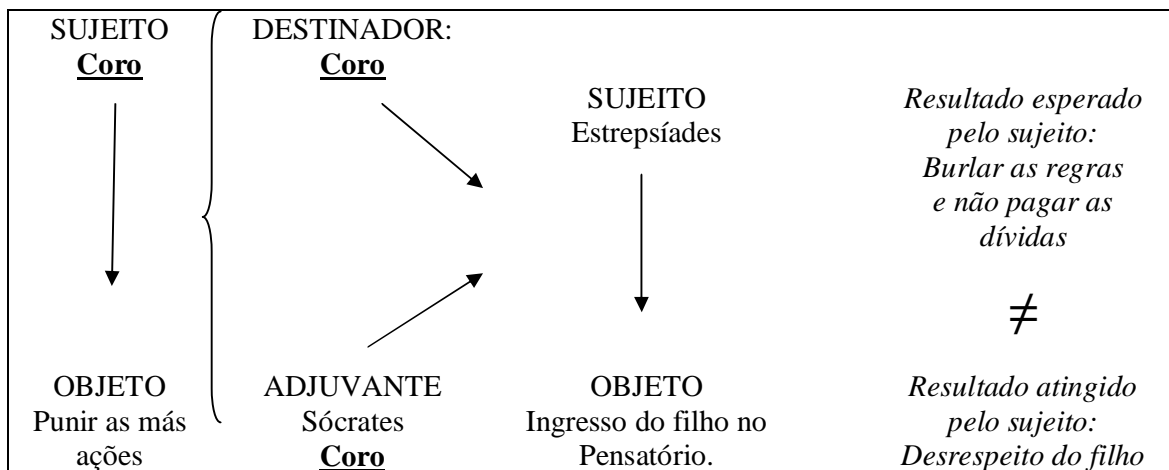 SUJEITO
Coro
OBJETO
Punir as más
ações
DESTINADOR:
Coro
ADJUVANTE
Sócrates
Coro
SUJEITO
Estrepsíades
OBJETO
Ingresso do filho no
Pensatório.
Resultado esperado
pelo sujeito:
Burlar as regras
e não pagar as
dívidas
≠
Resultado atingido
pelo sujeito:
Desrespeito do filho